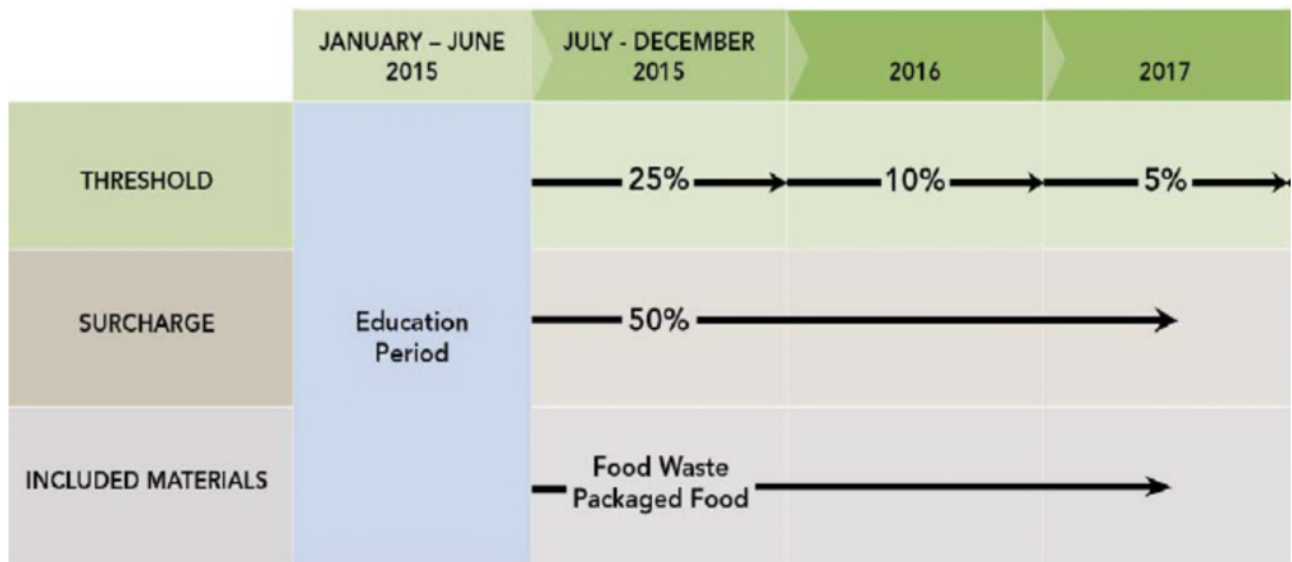 JANUARY – JUNE
2015
JULY - DECEMBER
2015
2016
2017
THRESHOLD
25%
10%
5%
SURCHARGE
Education
Period
50%
INCLUDED MATERIALS
Food Waste
Packaged Food